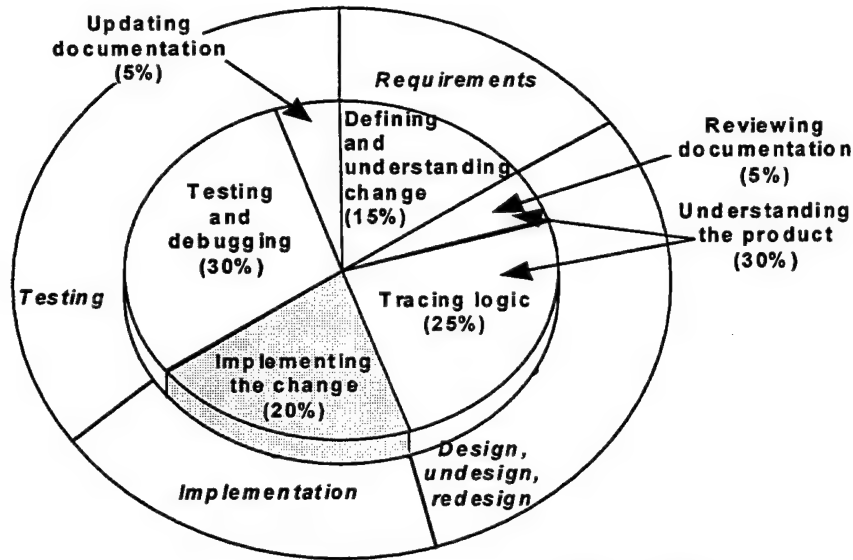 Updating
documentation
(5%)
Requirements
Defining
and
understanding
change
(15%)
Reviewing
documentation
(5%)
Understanding
the product
(30%)
Testing
and
debugging
(30%)
Tracing logic
(25%)
Testing
Implementing
the change
(20%)
Design,
undesign,
redesign
Implementation